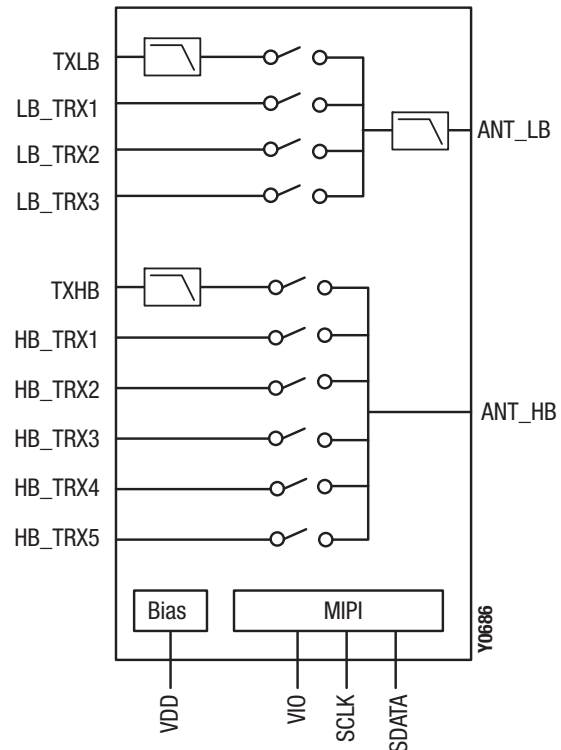 TXLB
LB_TRX1
LB_TRX2
LB_TRX3
ANT_LB
TXHB
HB_TRX1
HB_TRX2
HB_TRX3
HB_TRX4
HB_TRX5
ANT_HB
Bias
MIPI
VDD
VIO
SCLK
SDATA
Y0686